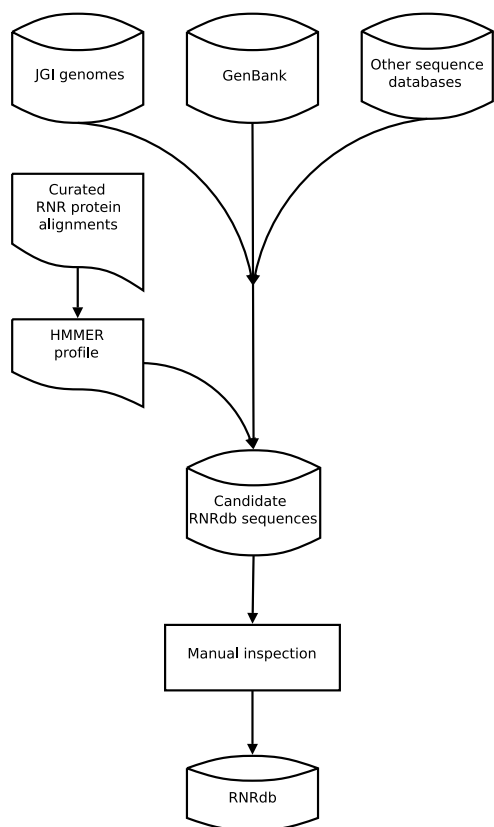 JGI genomes
GenBank
Other sequence
databases
Curated
RNR protein
alignments
HMMER
profile
Candidate
RNRdb sequences
Manual inspection
RNRdb